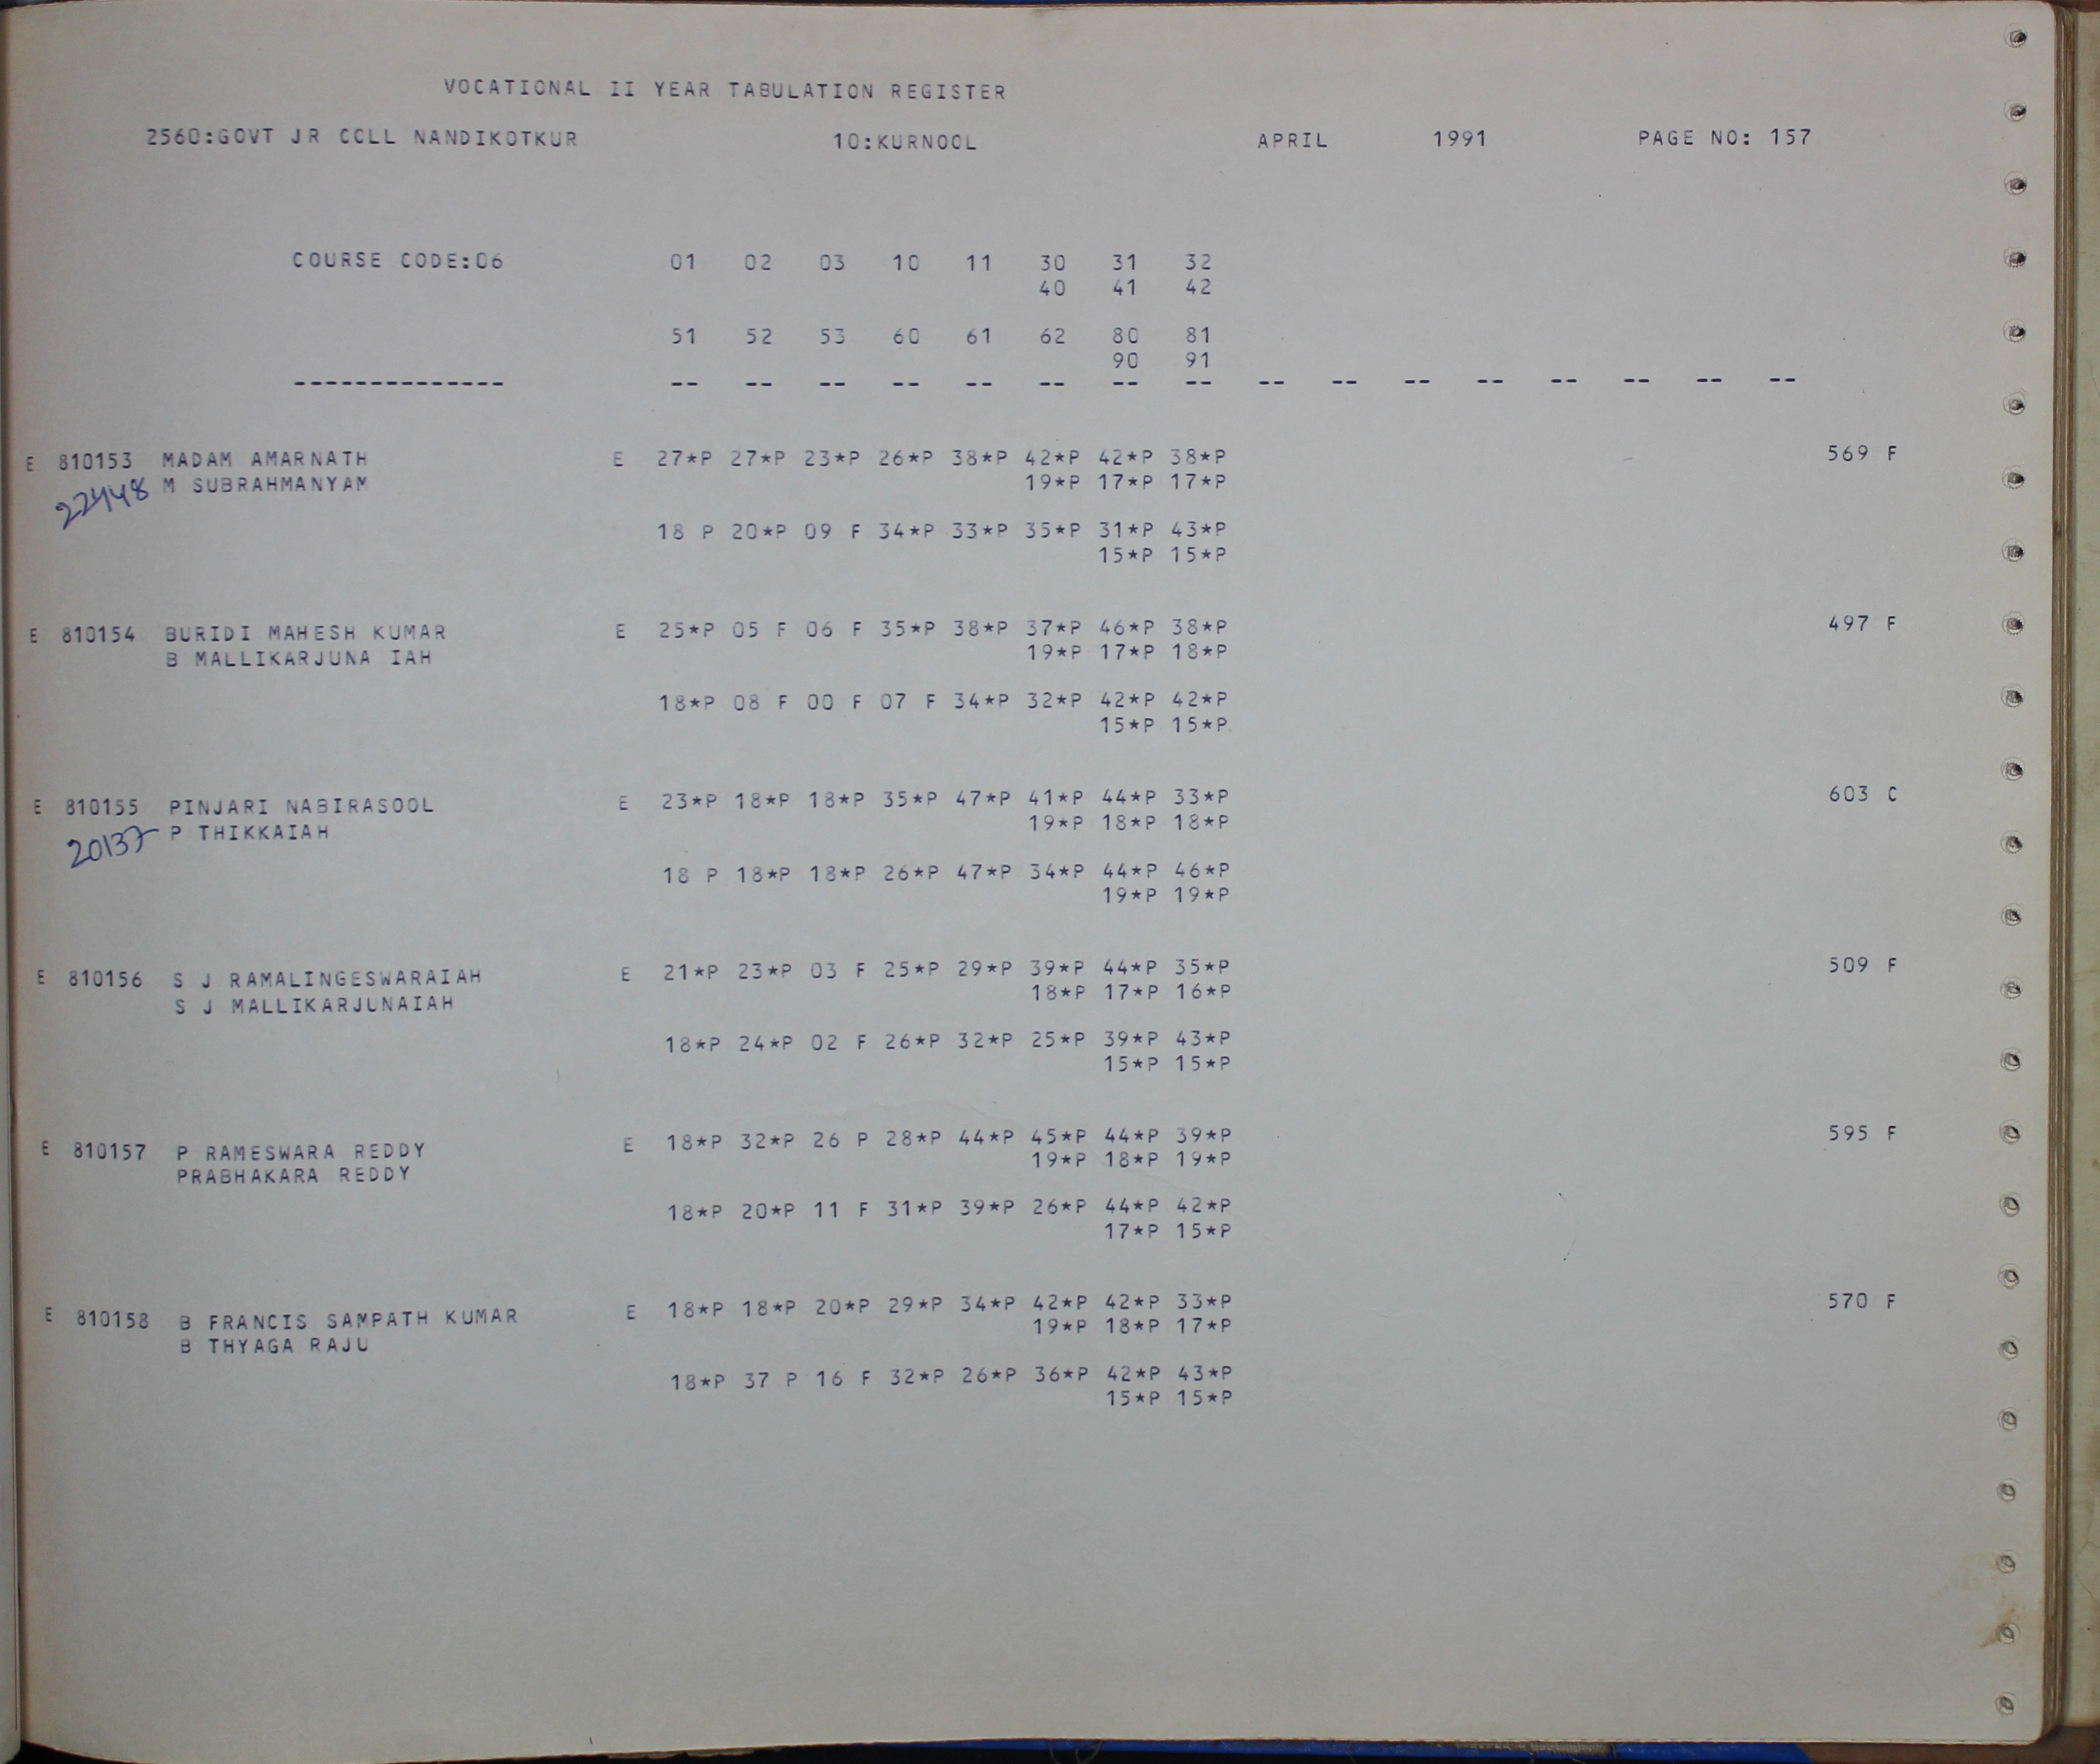 VOCATIONAL II YEAR TABULATION REGISTER
2560:GOVT JR COLL NANDIKOTKUR 10:KURNOOL APRIL 1991 PAGE NO: 157
COURSE CODE:06 01 02 03 10 11 30 31 32
40 41 42
51 52 53 60 61 62 80 81
90 91
-------------- -- -- -- -- -- -- -- -- -- -- -- -- -- -- -- --
E 810153 MADAM AMARNATH E 27*P 27*P 23*P 26*P 38*P 42*P 42*P 38*P 569 F
22448 M SUBRAHMANYAM 19*P 17*P 17*P
18 P 20*P 09 F 34*P 33*P 35*P 31*P 43*P
15*P 15*P
E 810154 BURIDI MAHESH KUMAR E 25*P 05 F 06 F 35*P 38*P 37*P 46*P 38*P 497 F
B MALLIKARJUNA IAH 19*P 17*P 18*P
18*P 08 F 00 F 07 F 34*P 32*P 42*P 42*P
15*P 15*P
E 810155 PINJARI NABIRASOOL E 23*P 18*P 18*P 35*P 47*P 41*P 44*P 33*P 603 C
20137 P THIKKAIAH 19*P 18*P 18*P
18 P 18*P 18*P 26*P 47*P 34*P 44*P 46*P
19*P 19*P
E 810156 S J RAMALINGESWARAIAH E 21*P 23*P 03 F 25*P 29*P 39*P 44*P 35*P 509 F
S J MALLIKARJUNAIAH 18*P 17*P 16*P
18*P 24*P 02 F 26*P 32*P 25*P 39*P 43*P
15*P 15*P
E 810157 P RAMESWARA REDDY E 18*P 32*P 26 P 28*P 44*P 45*P 44*P 39*P 595 F
PRABHAKARA REDDY 19*P 18*P 19*P
18*P 20*P 11 F 31*P 39*P 26*P 44*P 42*P
17*P 15*P
E 810158 B FRANCIS SAMPATH KUMAR E 18*P 18*P 20*P 29*P 34*P 42*P 42*P 33*P 570 F
B THYAGA RAJU 19*P 18*P 17*P
18*P 37 P 16 F 32*P 26*P 36*P 42*P 43*P
15*P 15*P